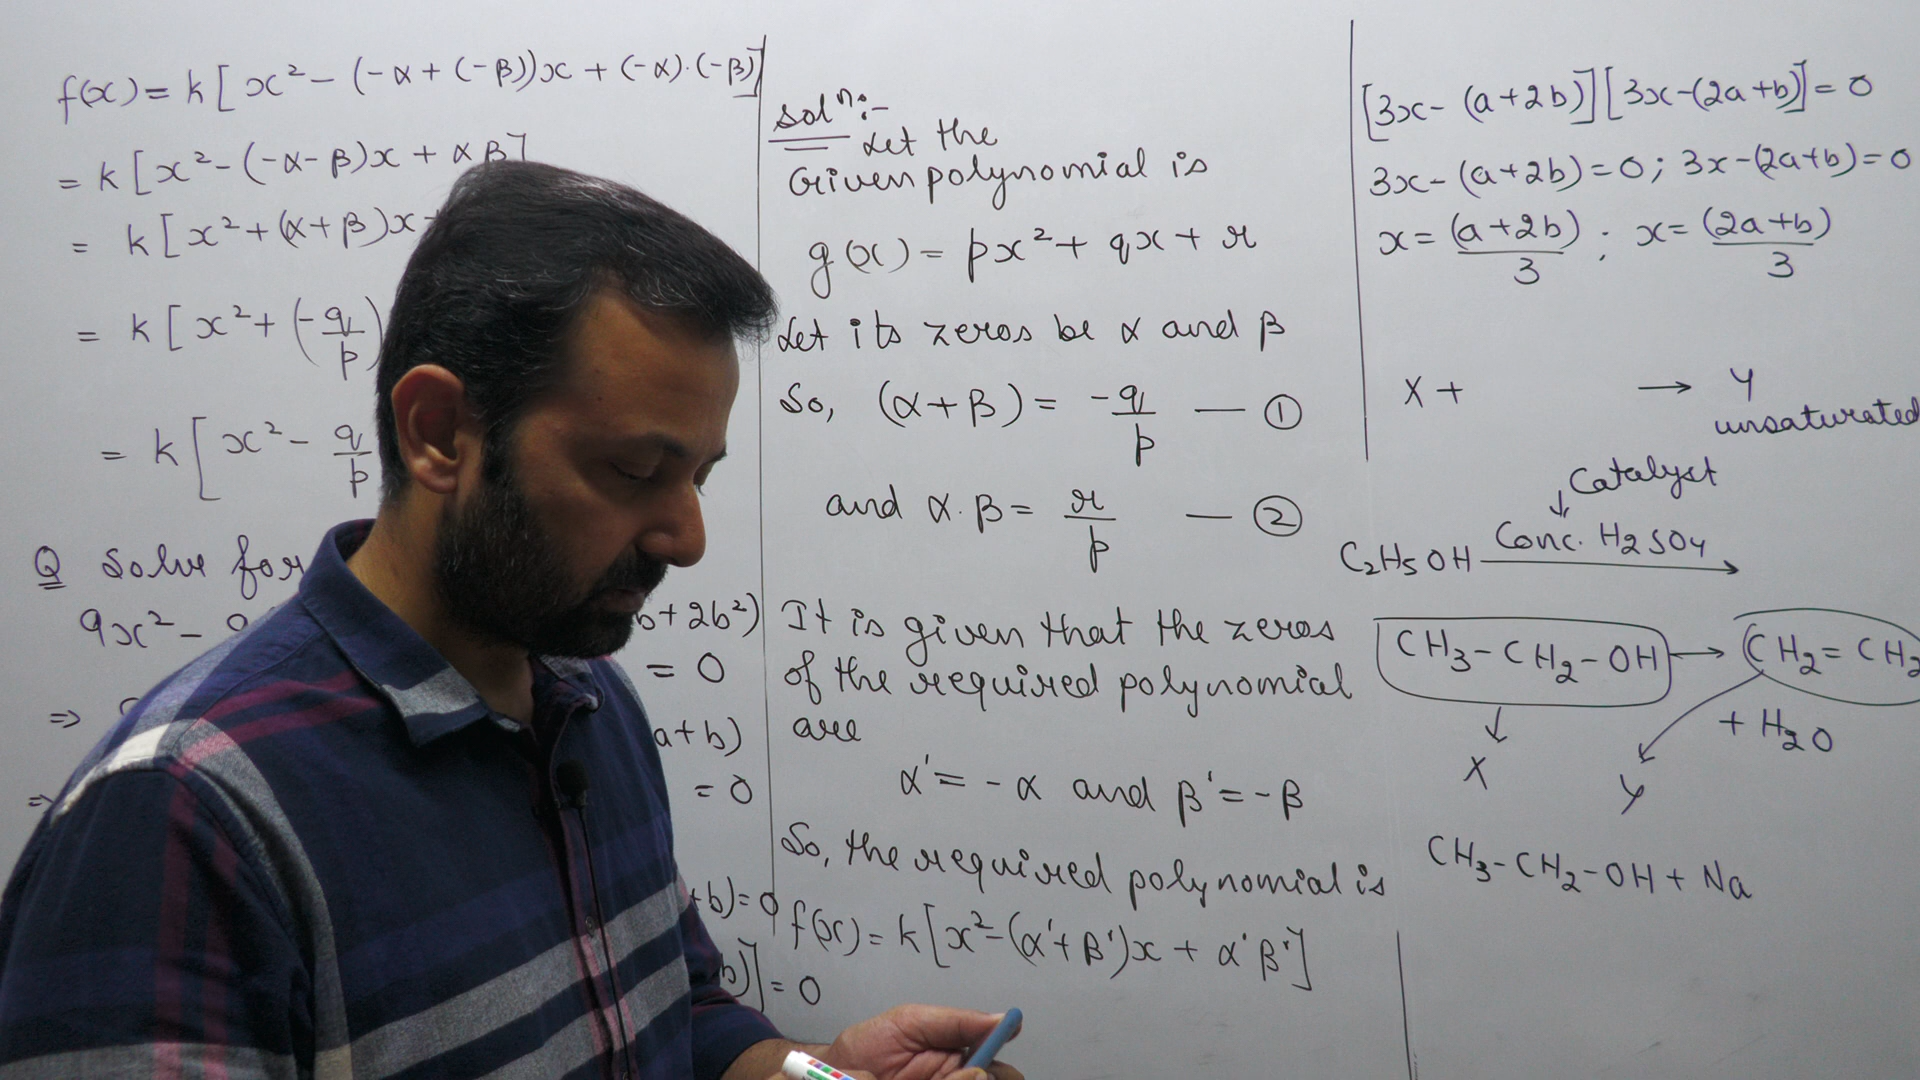 f(x) = k[x² - (-α + (-β))x + (-α).(-β)]
= k[x² - (-α - β)x + αβ]
= k[x² + (α + β)x +
= k[x² + (-q/p)
= k[x² - q/p
Q Solve for
9x² - 9
b + 2b²)
= 0
⇒
a + b)
⇒
= 0
+b) = 0
b)] = 0
Solⁿ:-
Let the
Given polynomial is
g(x) = px² + qx + r
Let its zeros be α and β
So, (α + β) = -q/p — ①
and α.β = r/p — ②
It is given that the zeros
of the required polynomial
are
α' = -α and β' = -β
So, the required polynomial is
f(x) = k[x² - (α' + β')x + α'β']
[3x - (a + 2b)][3x - (2a + b)] = 0
3x - (a + 2b) = 0; 3x - (2a + b) = 0
x = (a + 2b)/3 ; x = (2a + b)/3
X + → Y
unsaturated
Catalyst
↓
Conc. H2SO4
C2H5OH →
CH3-CH2-OH → CH2=CH2
↓ + H2O
X Y
CH3-CH2-OH + Na